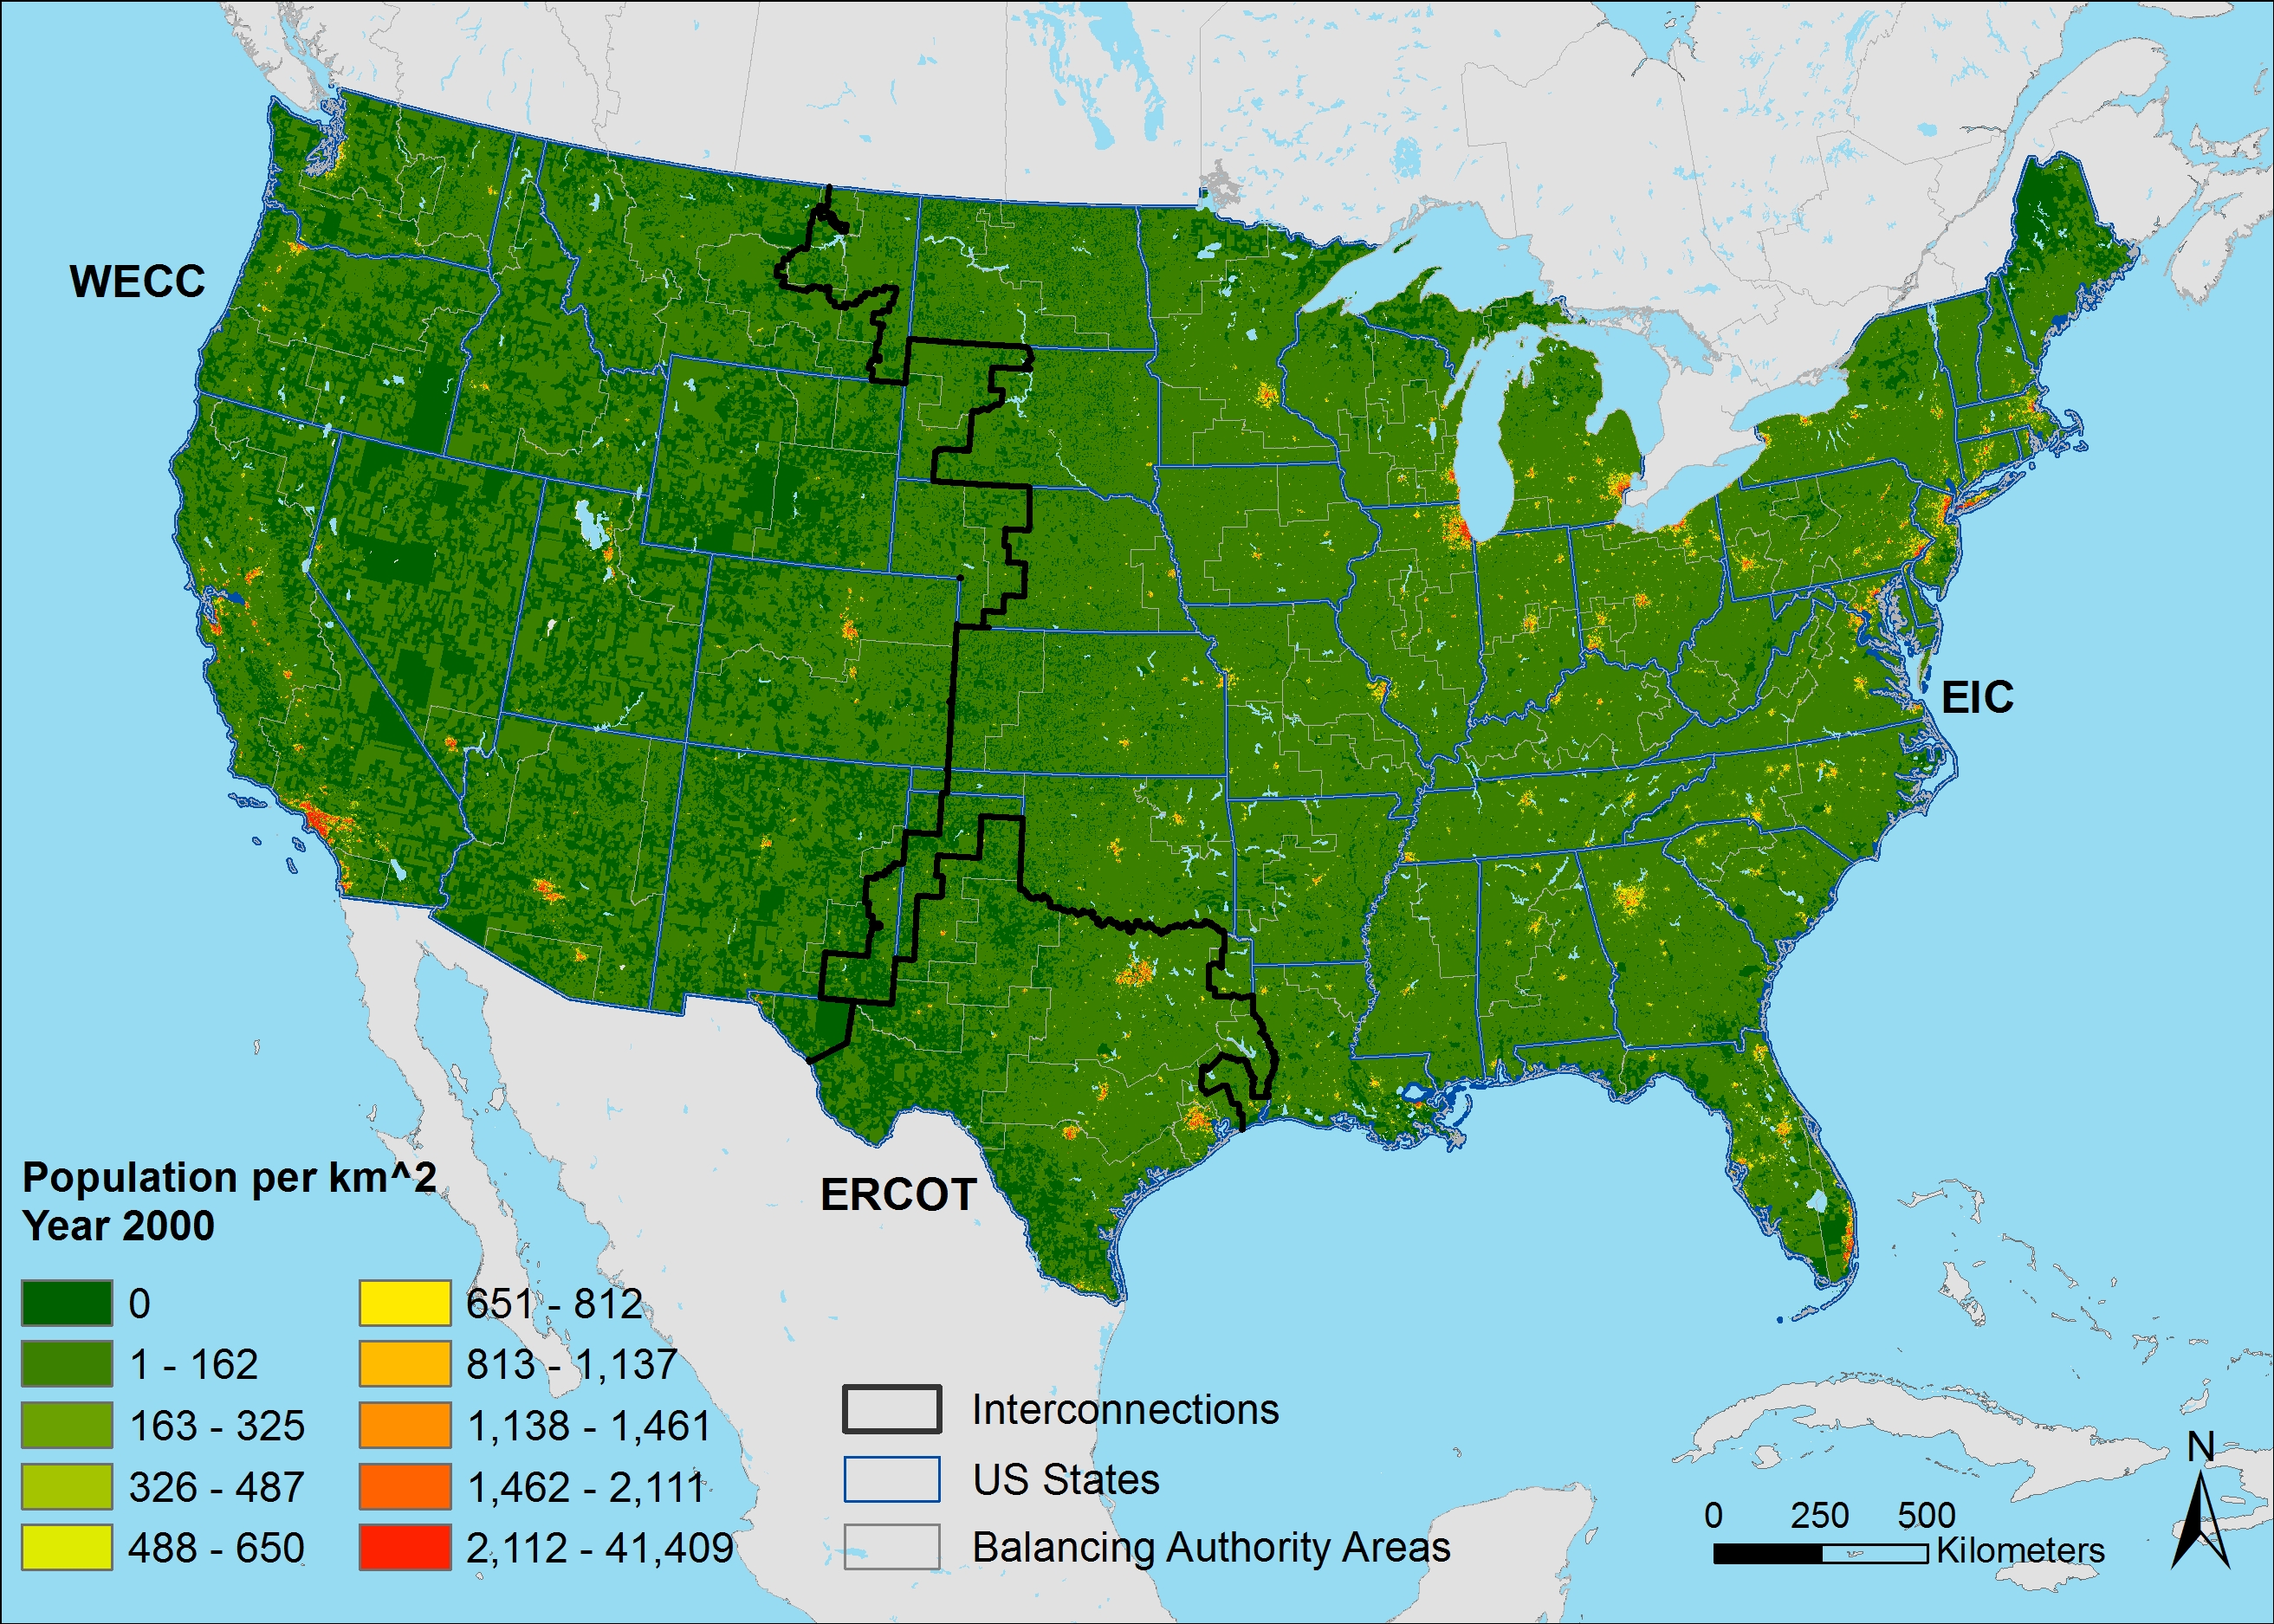 WECC
EIC
ERCOT
Population per km^2
Year 2000
0
1 - 162
163 - 325
326 - 487
488 - 650
651 - 812
813 - 1,137
1,138 - 1,461
1,462 - 2,111
2,112 - 41,409
Interconnections
US States
Balancing Authority Areas
N
0 250 500
Kilometers